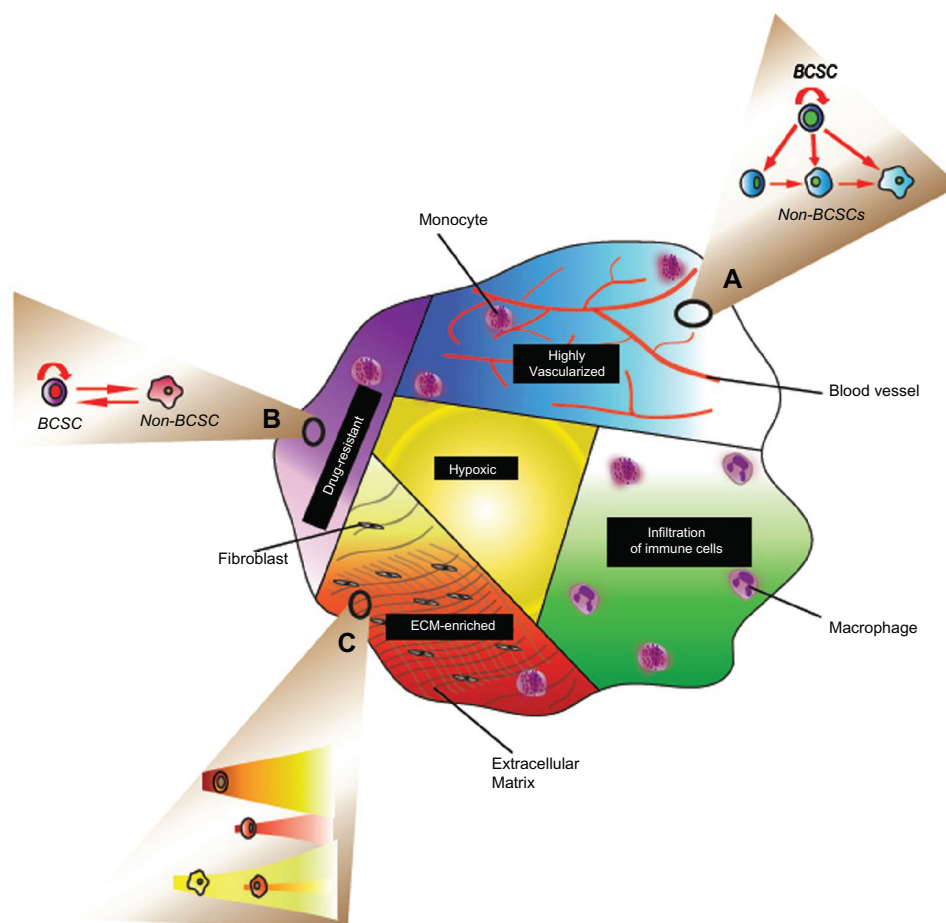 BCSC
Non-BCSCs
A
Monocyte
Highly
Vascularized
Blood vessel
BCSC
Non-BCSC
B
Drug-resistant
Hypoxic
Infiltration
of immune cells
Fibroblast
ECM-enriched
Macrophage
C
Extracellular
Matrix